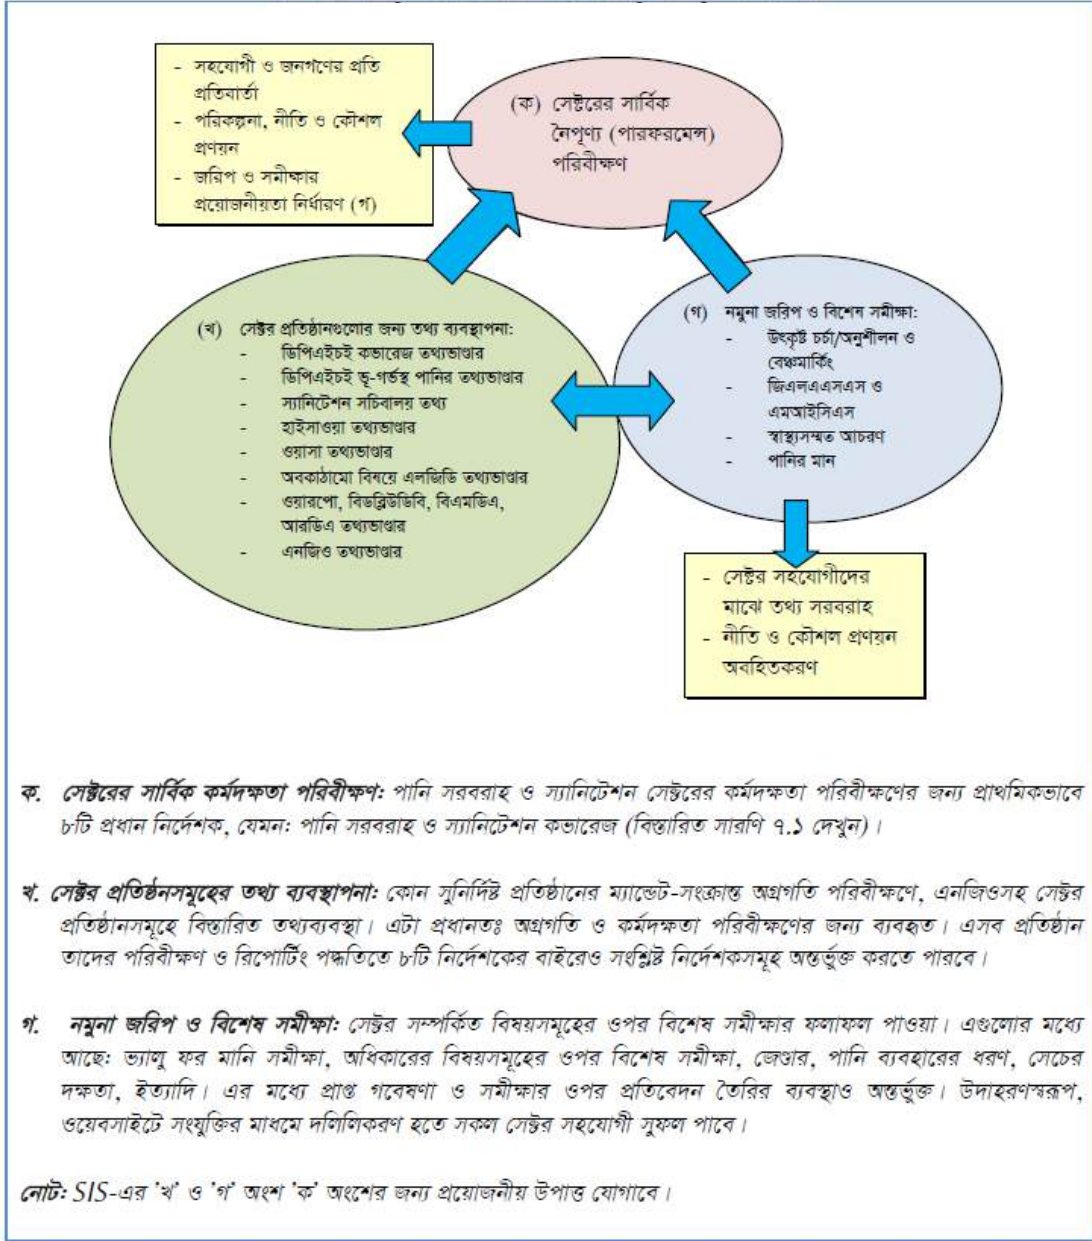 - সহযোগী ও জনগণের প্রতি
প্রতিবার্তা
- পরিকল্পনা, নীতি ও কৌশল
প্রণয়ন
- জরিপ ও সমীক্ষার
প্রয়োজনীয়তা নির্ধারণ (গ)
(ক) সেক্টরের সার্বিক
নৈপূণ্য (পারফরমেন্স)
পরিবীক্ষণ
(খ) সেক্টর প্রতিষ্ঠানগুলোর জন্য তথ্য ব্যবস্থাপনা:
- ডিপিএইচই কভারেজ তথ্যভাণ্ডার
- ডিপিএইচই ভূ-গর্ভস্থ পানির তথ্যভাণ্ডার
- স্যানিটেশন সচিবালয় তথ্য
- হাইসাওয়া তথ্যভাণ্ডার
- ওয়াসা তথ্যভাণ্ডার
- অবকাঠামো বিষয়ে এলজিডি তথ্যভাণ্ডার
- ওয়ারপো, বিডব্লিউডিবি, বিএমডিএ,
আরডিএ তথ্যভাণ্ডার
- এনজিও তথ্যভাণ্ডার
(গ) নমুনা জরিপ ও বিশেষ সমীক্ষা:
- উৎকৃষ্ট চর্চা/অনুশীলন ও
বেঞ্চমার্কিং
- জিএলএএসএস ও
এমআইসিএস
- স্বাস্থ্যসম্মত আচরণ
- পানির মান
- সেক্টর সহযোগীদের
মাঝে তথ্য সরবরাহ
- নীতি ও কৌশল প্রণয়ন
অবহিতকরণ
ক. সেক্টরের সার্বিক কর্মদক্ষতা পরিবীক্ষণ: পানি সরবরাহ ও স্যানিটেশন সেক্টরের কর্মদক্ষতা পরিবীক্ষণের জন্য প্রাথমিকভাবে
৮টি প্রধান নির্দেশক, যেমন: পানি সরবরাহ ও স্যানিটেশন কভারেজ (বিস্তারিত সারণি ৭.১ দেখুন)।
খ. সেক্টর প্রতিষ্ঠনসমূহের তথ্য ব্যবস্থাপনা: কোন সুনির্দিষ্ট প্রতিষ্ঠানের ম্যান্ডেট-সংক্রান্ত অগ্রগতি পরিবীক্ষণে, এনজিওসহ সেক্টর
প্রতিষ্ঠানসমূহে বিস্তারিত তথ্যব্যবস্থা। এটা প্রধানতঃ অগ্রগতি ও কর্মদক্ষতা পরিবীক্ষণের জন্য ব্যবহৃত। এসব প্রতিষ্ঠান
তাদের পরিবীক্ষণ ও রিপোর্টিং পদ্ধতিতে ৮টি নির্দেশকের বাইরেও সংশ্লিষ্ট নির্দেশকসমূহ অন্তর্ভুক্ত করতে পারবে।
গ. নমুনা জরিপ ও বিশেষ সমীক্ষা: সেক্টর সম্পর্কিত বিষয়সমূহের ওপর বিশেষ সমীক্ষার ফলাফল পাওয়া। এগুলোর মধ্যে
আছে: ভ্যালু ফর মানি সমীক্ষা, অধিকারের বিষয়সমূহের ওপর বিশেষ সমীক্ষা, জেণ্ডার, পানি ব্যবহারের ধরণ, সেচের
দক্ষতা, ইত্যাদি। এর মধ্যে প্রাপ্ত গবেষণা ও সমীক্ষার ওপর প্রতিবেদন তৈরির ব্যবস্থাও অন্তর্ভুক্ত। উদাহরণস্বরূপ,
ওয়েবসাইটে সংযুক্তির মাধমে দলিলিকরণ হতে সকল সেক্টর সহযোগী সুফল পাবে।
নোট: SIS-এর 'খ' ও 'গ' অংশ 'ক' অংশের জন্য প্রয়োজনীয় উপাত্ত যোগাবে।